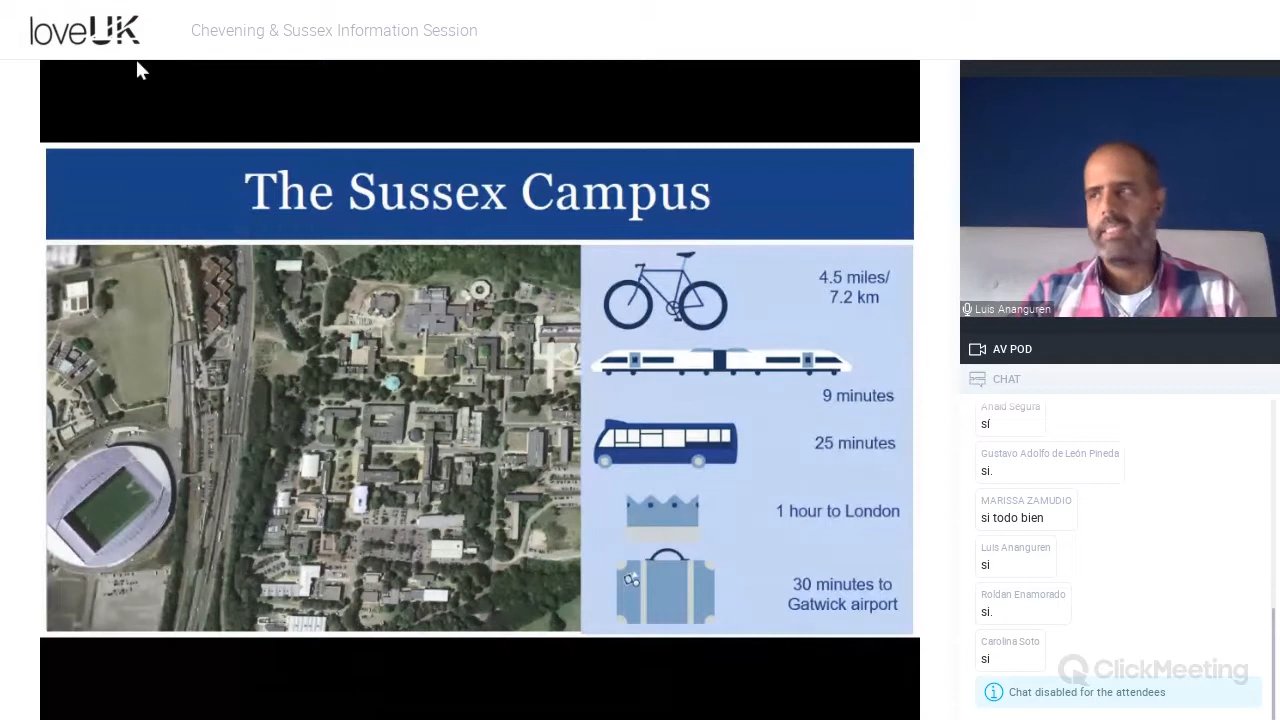 loveUK
Chevening & Sussex Information Session
The Sussex Campus
4.5 miles/
7.2 km
9 minutes
25 minutes
1 hour to London
30 minutes to
Gatwick airport
Luis Ananguren
AV POD
CHAT
Anaid Segura
sí
Gustavo Adolfo de León Pineda
si.
MARISSA ZAMUDIO
si todo bien
Luis Ananguren
si
Roldan Enamorado
si.
Carolina Soto
si
ClickMeeting
Chat disabled for the attendees